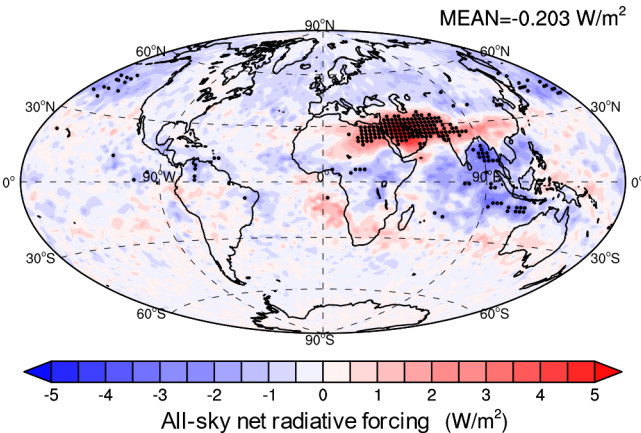 MEAN=-0.203 W/m²
90°N
60°N 60°N
30°N 30°N
0° 90°W 0° 90°E 0°
30°S 30°S
60°S 60°S
90°S
-5 -4 -3 -2 -1 0 1 2 3 4 5
All-sky net radiative forcing (W/m²)